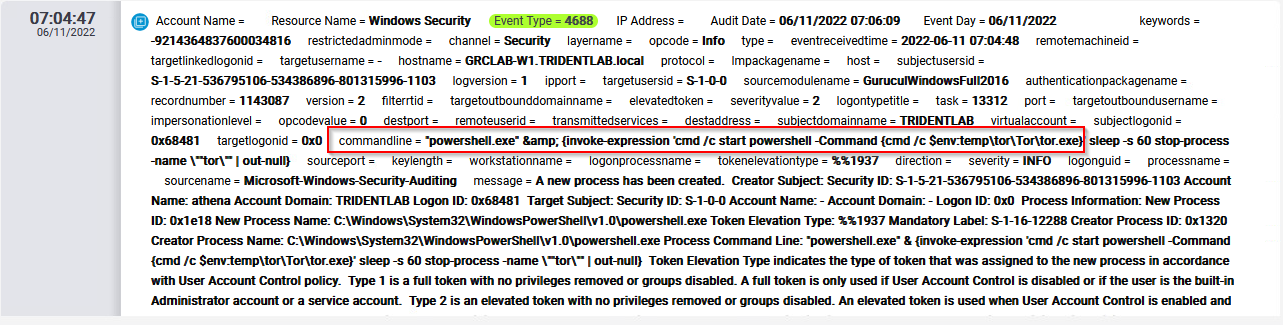 07:04:47
06/11/2022
Account Name = Resource Name = Windows Security Event Type = 4688 IP Address = Audit Date = 06/11/2022 07:06:09 Event Day = 06/11/2022 keywords =
-9214364837600034816 restrictedadminmode = channel = Security layername = opcode = Info type = eventreceivedtime = 2022-06-11 07:04:48 remotemachineid =
targetlinkedlogonid = targetusername = - hostname = GRCLAB-W1.TRIDENTLAB.local protocol = lmpackagename = host = subjectusersid =
S-1-5-21-536795106-534386896-801315996-1103 logversion = 1 ipport = targetusersid = S-1-0-0 sourcemodulename = GuruculWindowsFull2016 authenticationpackagename =
recordnumber = 1143087 version = 2 filterrtid = targetoutbounddomainname = elevatedtoken = severityvalue = 2 logontypetitle = task = 13312 port = targetoutboundusername =
impersonationlevel = opcodevalue = 0 destport = remoteuserid = transmittedservices = destaddress = subjectdomainname = TRIDENTLAB virtualaccount = subjectlogonid =
0x68481 targetlogonid = 0x0 commandline = "powershell.exe" &amp; {invoke-expression 'cmd /c start powershell -Command {cmd /c $env:temp\tor\Tor\tor.exe} sleep -s 60 stop-process
-name \""tor\"" | out-null} sourceport = keylength = workstationname = logonprocessname = tokenelevationtype = %%1937 direction = severity = INFO logonguid = processname =
sourcename = Microsoft-Windows-Security-Auditing message = A new process has been created. Creator Subject: Security ID: S-1-5-21-536795106-534386896-801315996-1103 Account
Name: athena Account Domain: TRIDENTLAB Logon ID: 0x68481 Target Subject: Security ID: S-1-0-0 Account Name: - Account Domain: - Logon ID: 0x0 Process Information: New Process
ID: 0x1e18 New Process Name: C:\Windows\System32\WindowsPowerShell\v1.0\powershell.exe Token Elevation Type: %%1937 Mandatory Label: S-1-16-12288 Creator Process ID: 0x1320
Creator Process Name: C:\Windows\System32\WindowsPowerShell\v1.0\powershell.exe Process Command Line: "powershell.exe" & {invoke-expression 'cmd /c start powershell -Command
{cmd /c $env:temp\tor\Tor\tor.exe}' sleep -s 60 stop-process -name \""tor\"" | out-null} Token Elevation Type indicates the type of token that was assigned to the new process in accordance
with User Account Control policy. Type 1 is a full token with no privileges removed or groups disabled. A full token is only used if User Account Control is disabled or if the user is the built-in
Administrator account or a service account. Type 2 is an elevated token with no privileges removed or groups disabled. An elevated token is used when User Account Control is enabled and